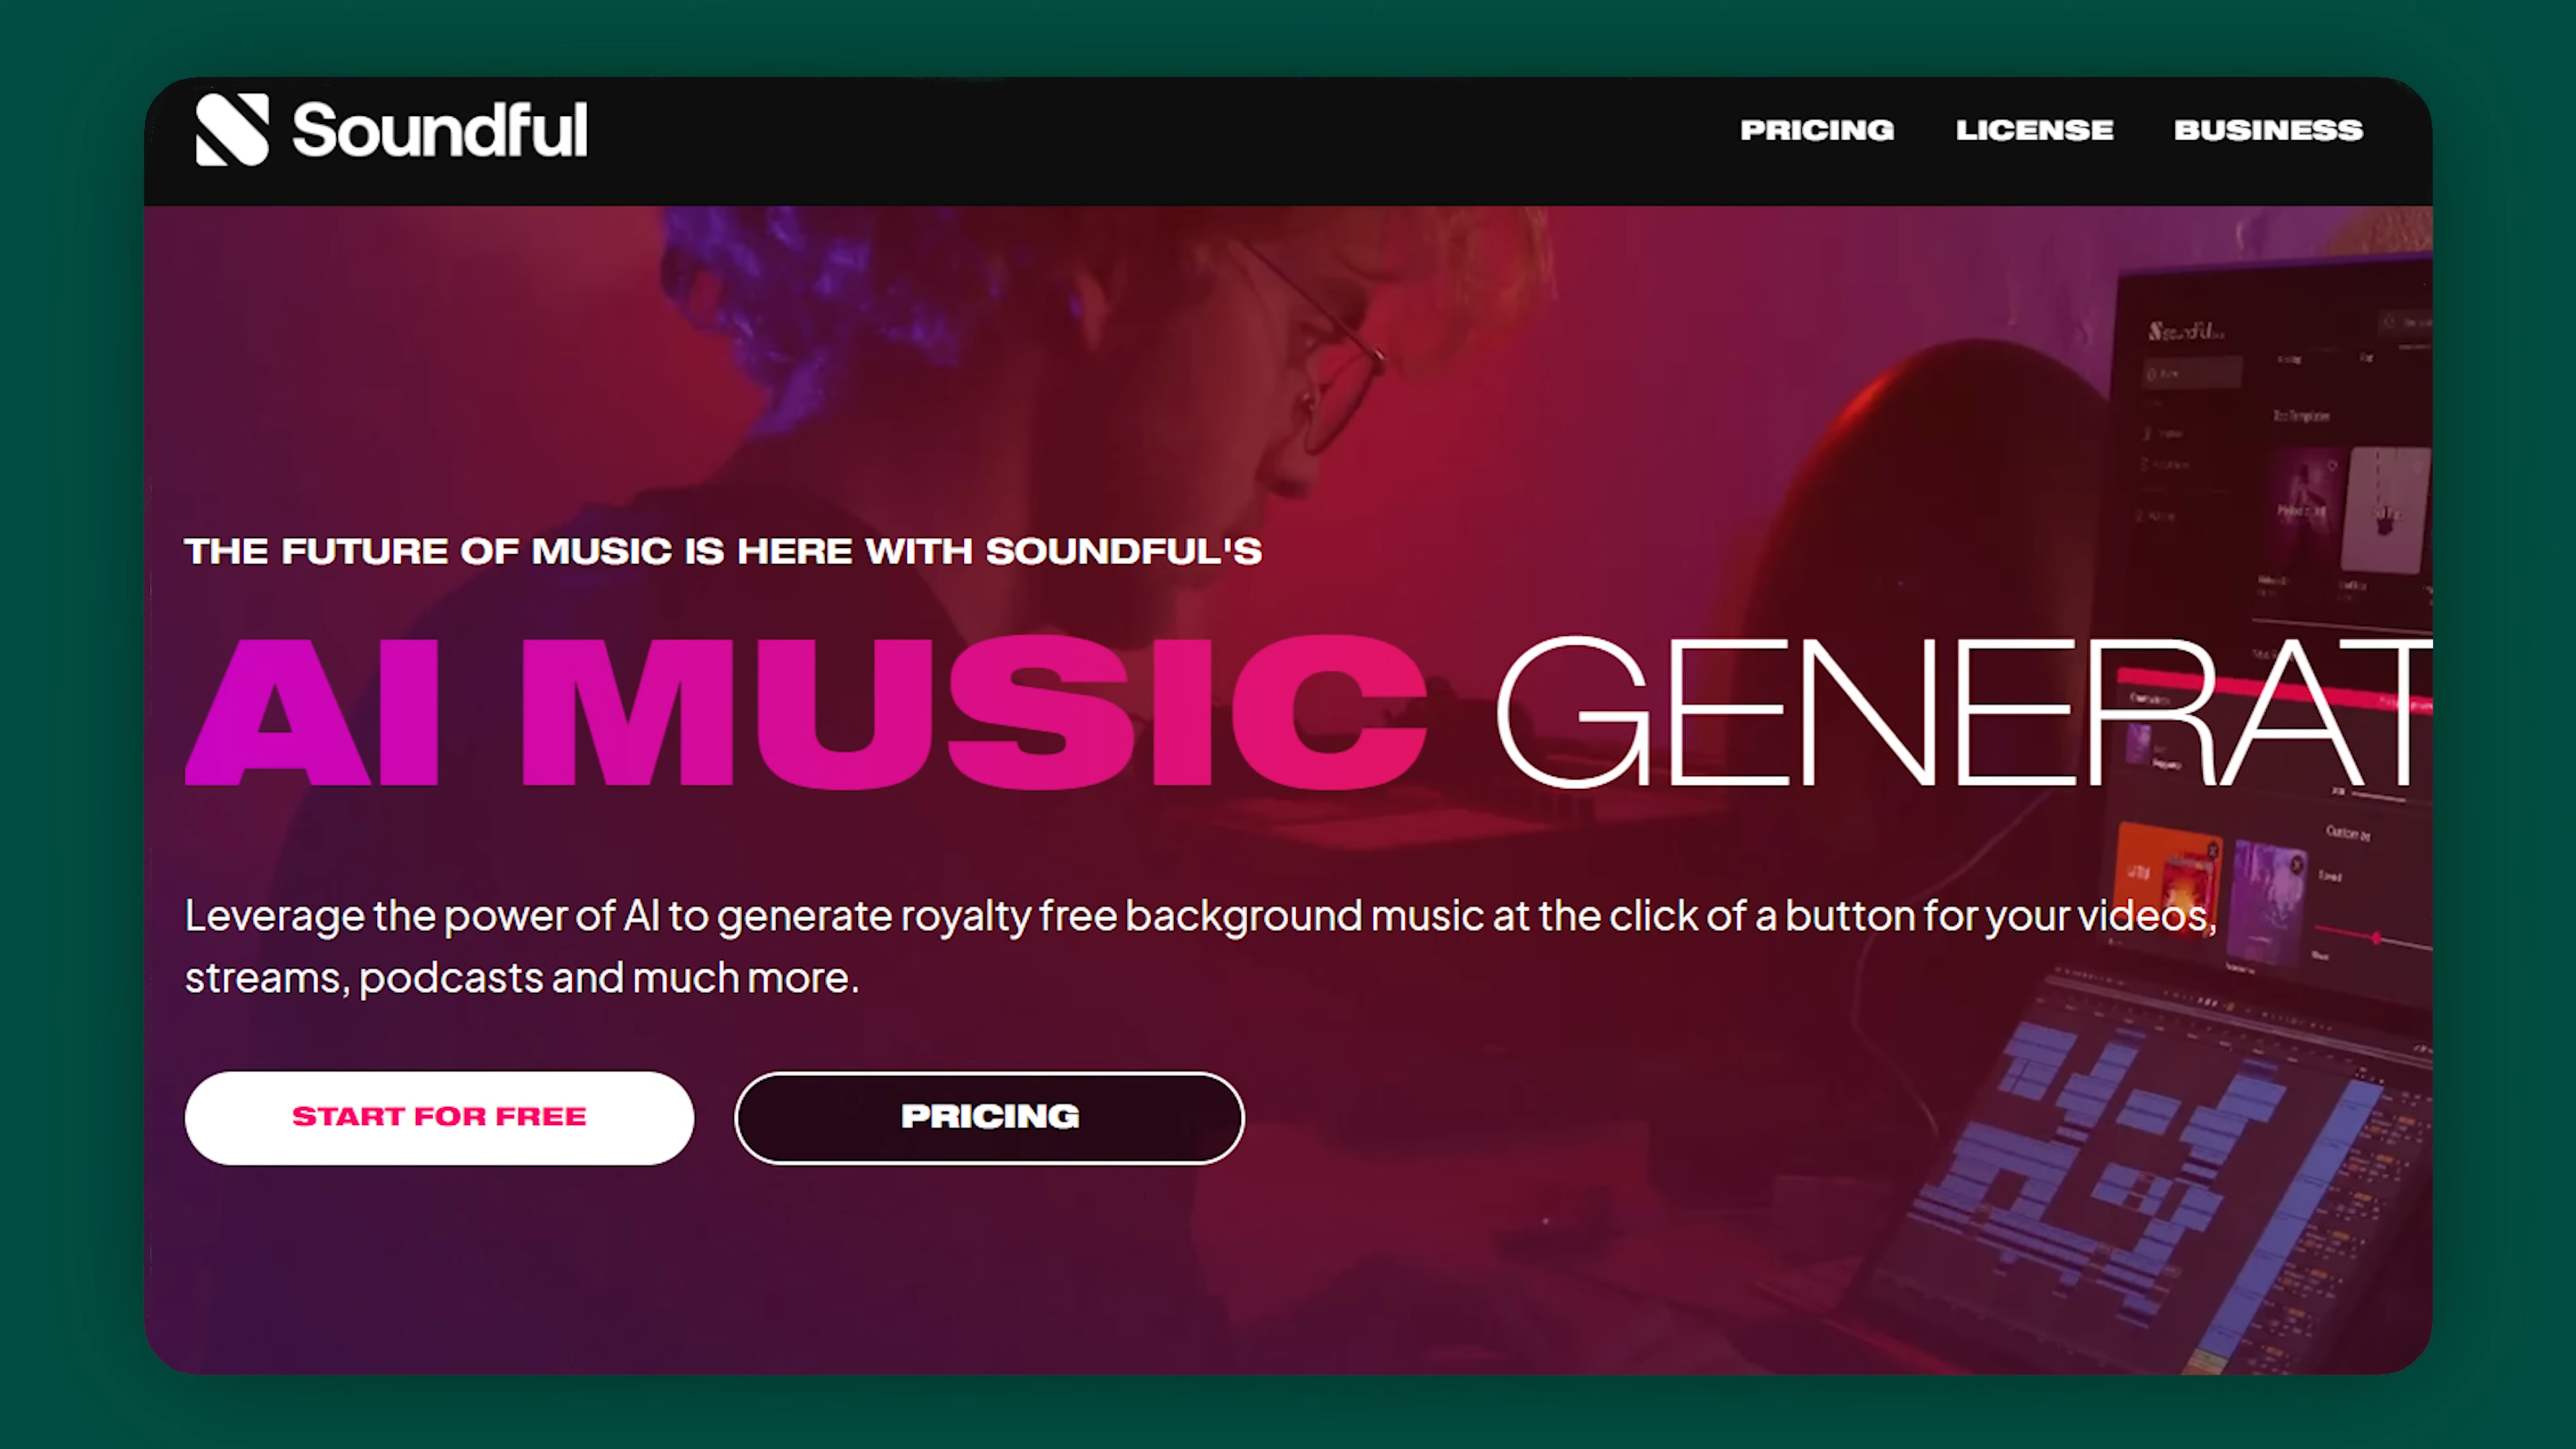 Soundful
PRICING LICENSE BUSINESS
THE FUTURE OF MUSIC IS HERE WITH SOUNDFUL'S
AI MUSIC GENERAT
Leverage the power of AI to generate royalty free background music at the click of a button for your videos,
streams, podcasts and much more.
START FOR FREE
PRICING